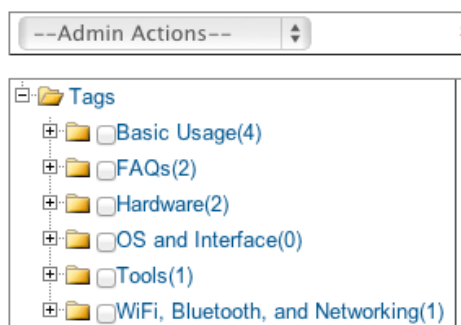 --Admin Actions--
Tags
Basic Usage(4)
FAQs(2)
Hardware(2)
OS and Interface(0)
Tools(1)
WiFi, Bluetooth, and Networking(1)